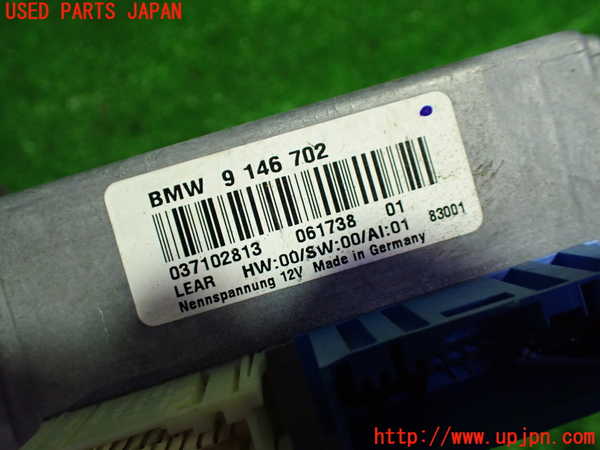 USED PARTS JAPAN
BMW 9 146 702
037102813 061738 01 83001
LEAR HW:00/SW:00/AI:01
Nennspannung 12V Made in Germany
http://www.upjpn.com/